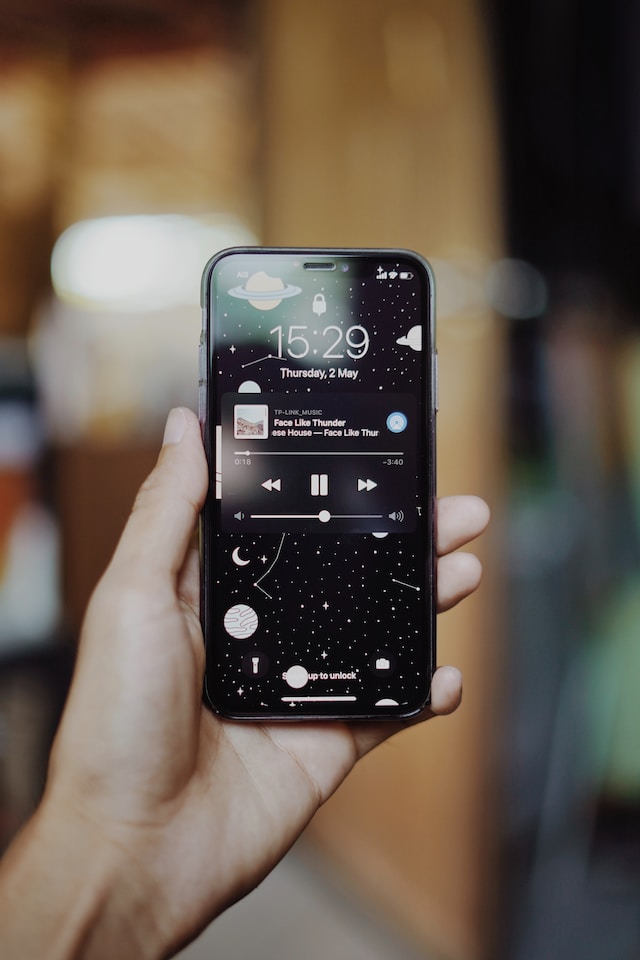 AIS
15:29
Thursday, 2 May
TP-LINK_MUSIC
Face Like Thunder
ese House — Face Like Thur
0:18 -3:40
up to unlock